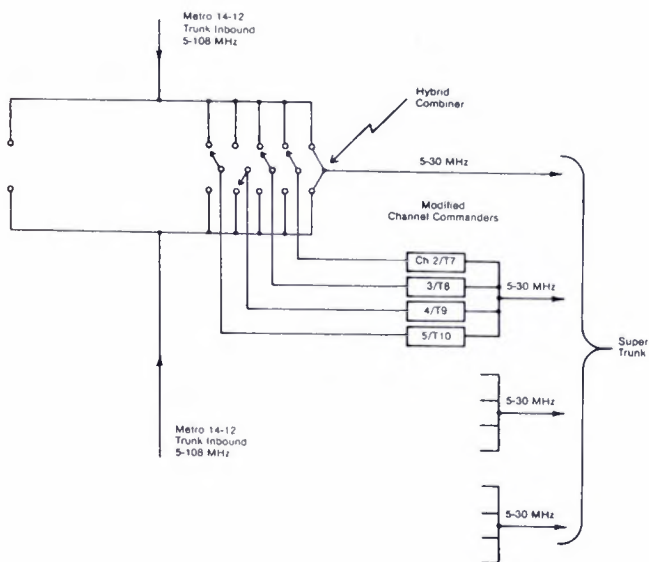 Metro 14-12
Trunk Inbound
5-108 MHz
Hybrid
Combiner
5-30 MHz
Modified
Channel Commanders
Ch 2/T7
3/T8
4/T9
5/T10
5-30 MHz
Super
Trunk
5-30 MHz
Metro 14-12
Trunk Inbound
5-108 MHz
5-30 MHz